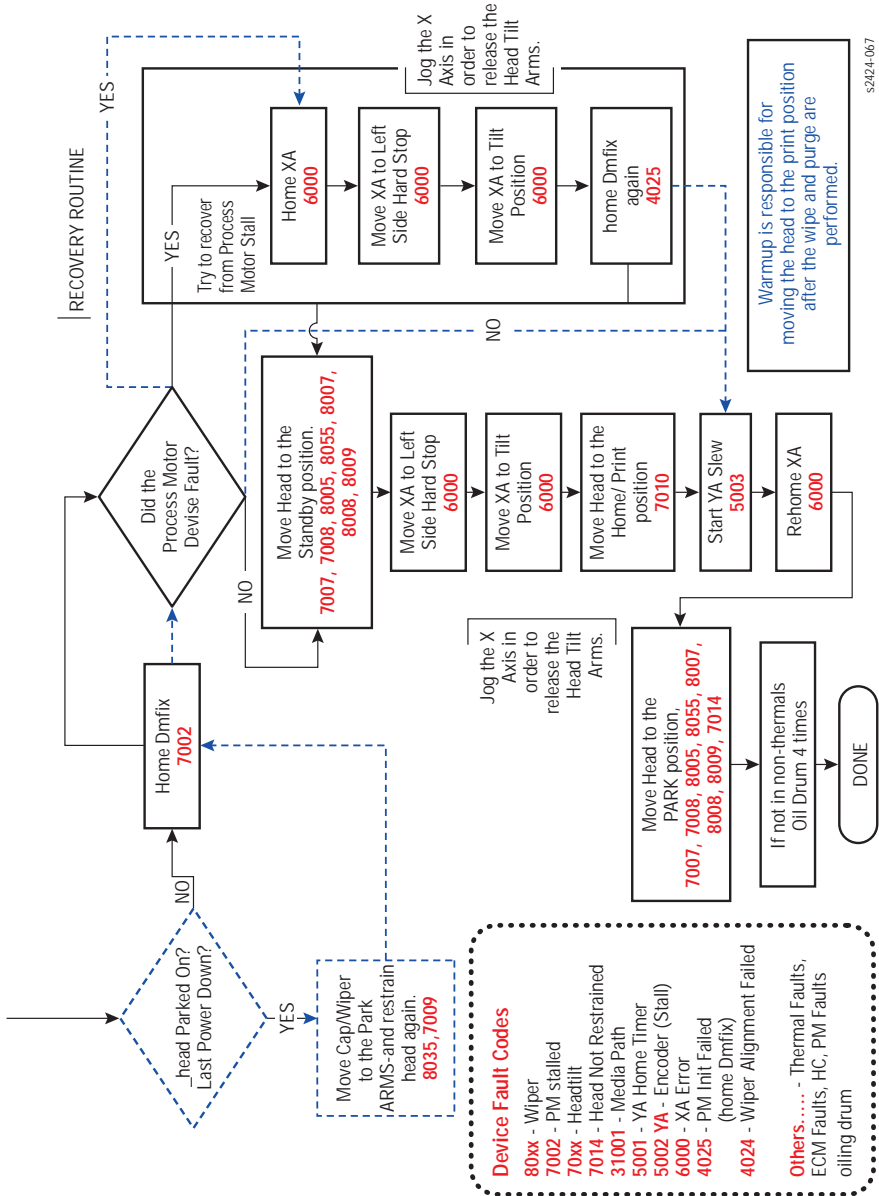 RECOVERY ROUTINE
_head Parked On?
Last Power Down?
NO
YES
Move Cap/Wiper
to the Park
ARMS-and restrain
head again.
8035,7009
Home Dmfix
7002
Did the
Process Motor
Devise Fault?
YES
YES
NO
NO
Try to recover
from Process
Motor Stall
Home XA
6000
Move XA to Left
Side Hard Stop
6000
Move XA to Tilt
Position
6000
home Dmfix
again
4025
Jog the X
Axis in
order to
release the
Head Tilt
Arms.
Move Head to the
Standby position.
7007, 7008, 8005, 8055, 8007,
8008, 8009
Move XA to Left
Side Hard Stop
6000
Move XA to Tilt
Position
6000
Move Head to the
Home/ Print
position
7010
Start YA Slew
5003
Rehome XA
6000
Jog the X
Axis in
order to
release the
Head Tilt
Arms.
Move Head to the
PARK position,
7007, 7008, 8005, 8055, 8007,
8008, 8009, 7014
If not in non-thermals
Oil Drum 4 times
DONE
Warmup is responsible for
moving the head to the print position
after the wipe and purge are
performed.
Device Fault Codes
80xx - Wiper
7002 - PM stalled
70xx - Headtilt
7014 - Head Not Restrained
31001 - Media Path
5001 - YA Home Timer
5002 YA - Encoder (Stall)
6000 - XA Error
4025 - PM Init Failed
(home Dmfix)
4024 - Wiper Alignment Failed
Others..... - Thermal Faults,
ECM Faults, HC, PM Faults
oiling drum
s2424-067